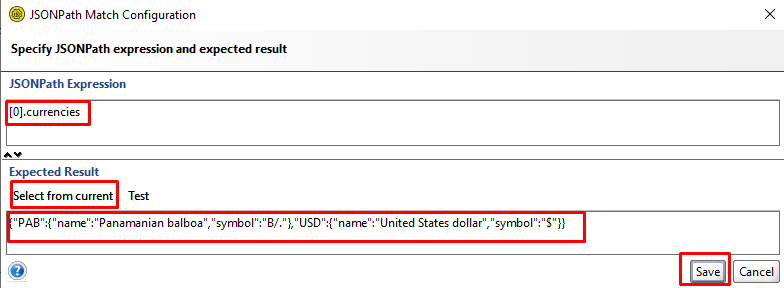 JSONPath Match Configuration
Specify JSONPath expression and expected result
JSONPath Expression
[0].currencies
Expected Result
Select from current Test
{"PAB":{"name":"Panamanian balboa","symbol":"B/."},"USD":{"name":"United States dollar","symbol":"$"}}
? Save Cancel